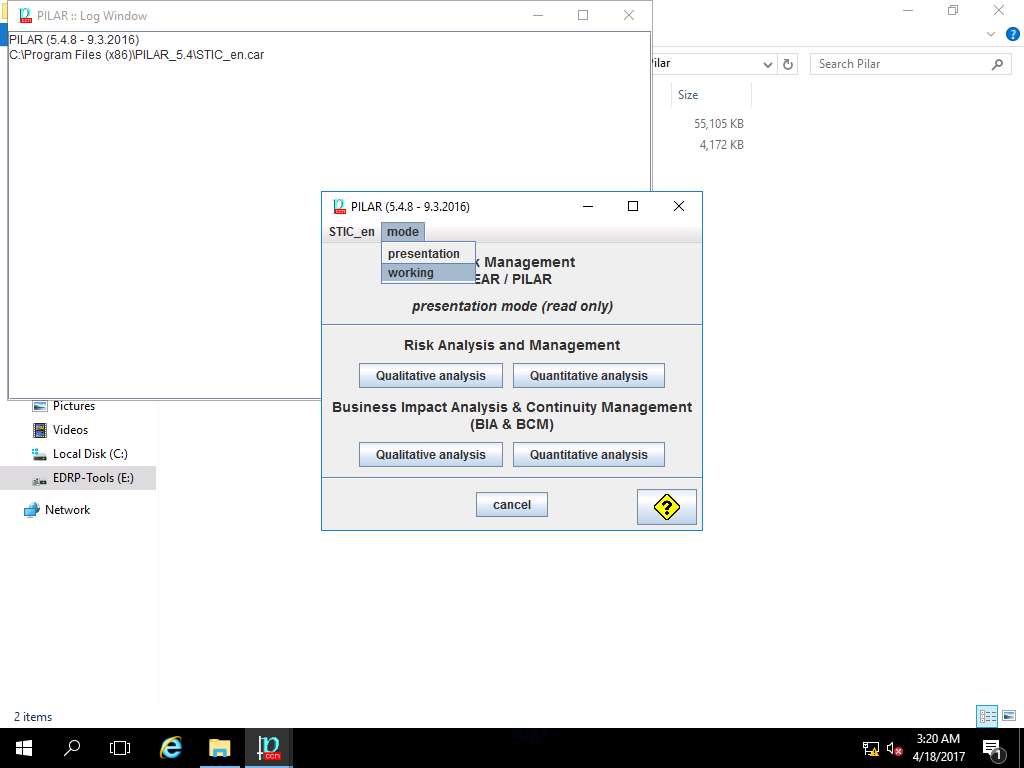 PILAR :: Log Window
PILAR (5.4.8 - 9.3.2016)
C:\Program Files (x86)\PILAR_5.4\STIC_en.car
ilar
Search Pilar
Size
55,105 KB
4,172 KB
PILAR (5.4.8 - 9.3.2016)
STIC_en mode
presentation
working
k Management
EAR / PILAR
presentation mode (read only)
Risk Analysis and Management
Qualitative analysis Quantitative analysis
Business Impact Analysis & Continuity Management
(BIA & BCM)
Qualitative analysis Quantitative analysis
cancel
?
Pictures
Videos
Local Disk (C:)
EDRP-Tools (E:)
Network
2 items
3:20 AM
4/18/2017
1